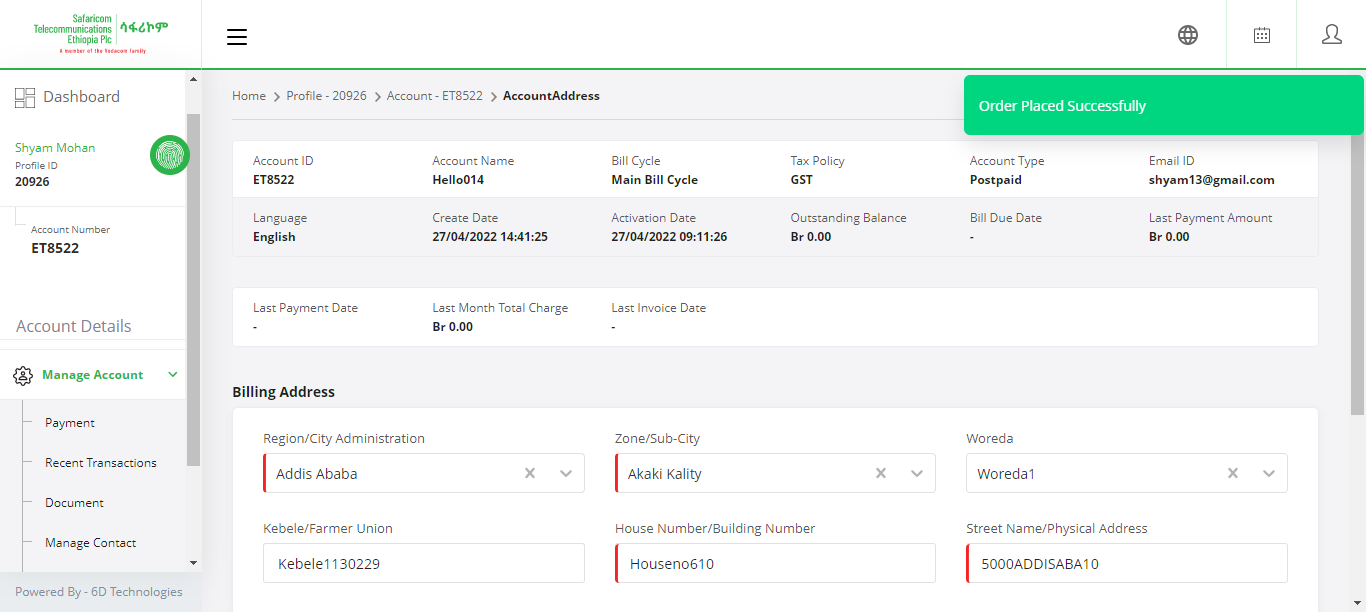 Safaricom
Telecommunications
Ethiopia Plc
ሳፋሪኮም
A member of the Vodacom family
Dashboard
Shyam Mohan
Profile ID
20926
Account Number
ET8522
Account Details
Manage Account
Payment
Recent Transactions
Document
Manage Contact
Powered By - 6D Technologies
Home > Profile - 20926 > Account - ET8522 > AccountAddress
Order Placed Successfully
Account ID Account Name Bill Cycle Tax Policy Account Type Email ID
ET8522 Hello014 Main Bill Cycle GST Postpaid shyam13@gmail.com
Language Create Date Activation Date Outstanding Balance Bill Due Date Last Payment Amount
English 27/04/2022 14:41:25 27/04/2022 09:11:26 Br 0.00 - Br 0.00
Last Payment Date Last Month Total Charge Last Invoice Date
- Br 0.00 -
Billing Address
Region/City Administration Zone/Sub-City Woreda
Addis Ababa Akaki Kality Woreda1
Kebele/Farmer Union House Number/Building Number Street Name/Physical Address
Kebele1130229 Houseno610 5000ADDISABA10